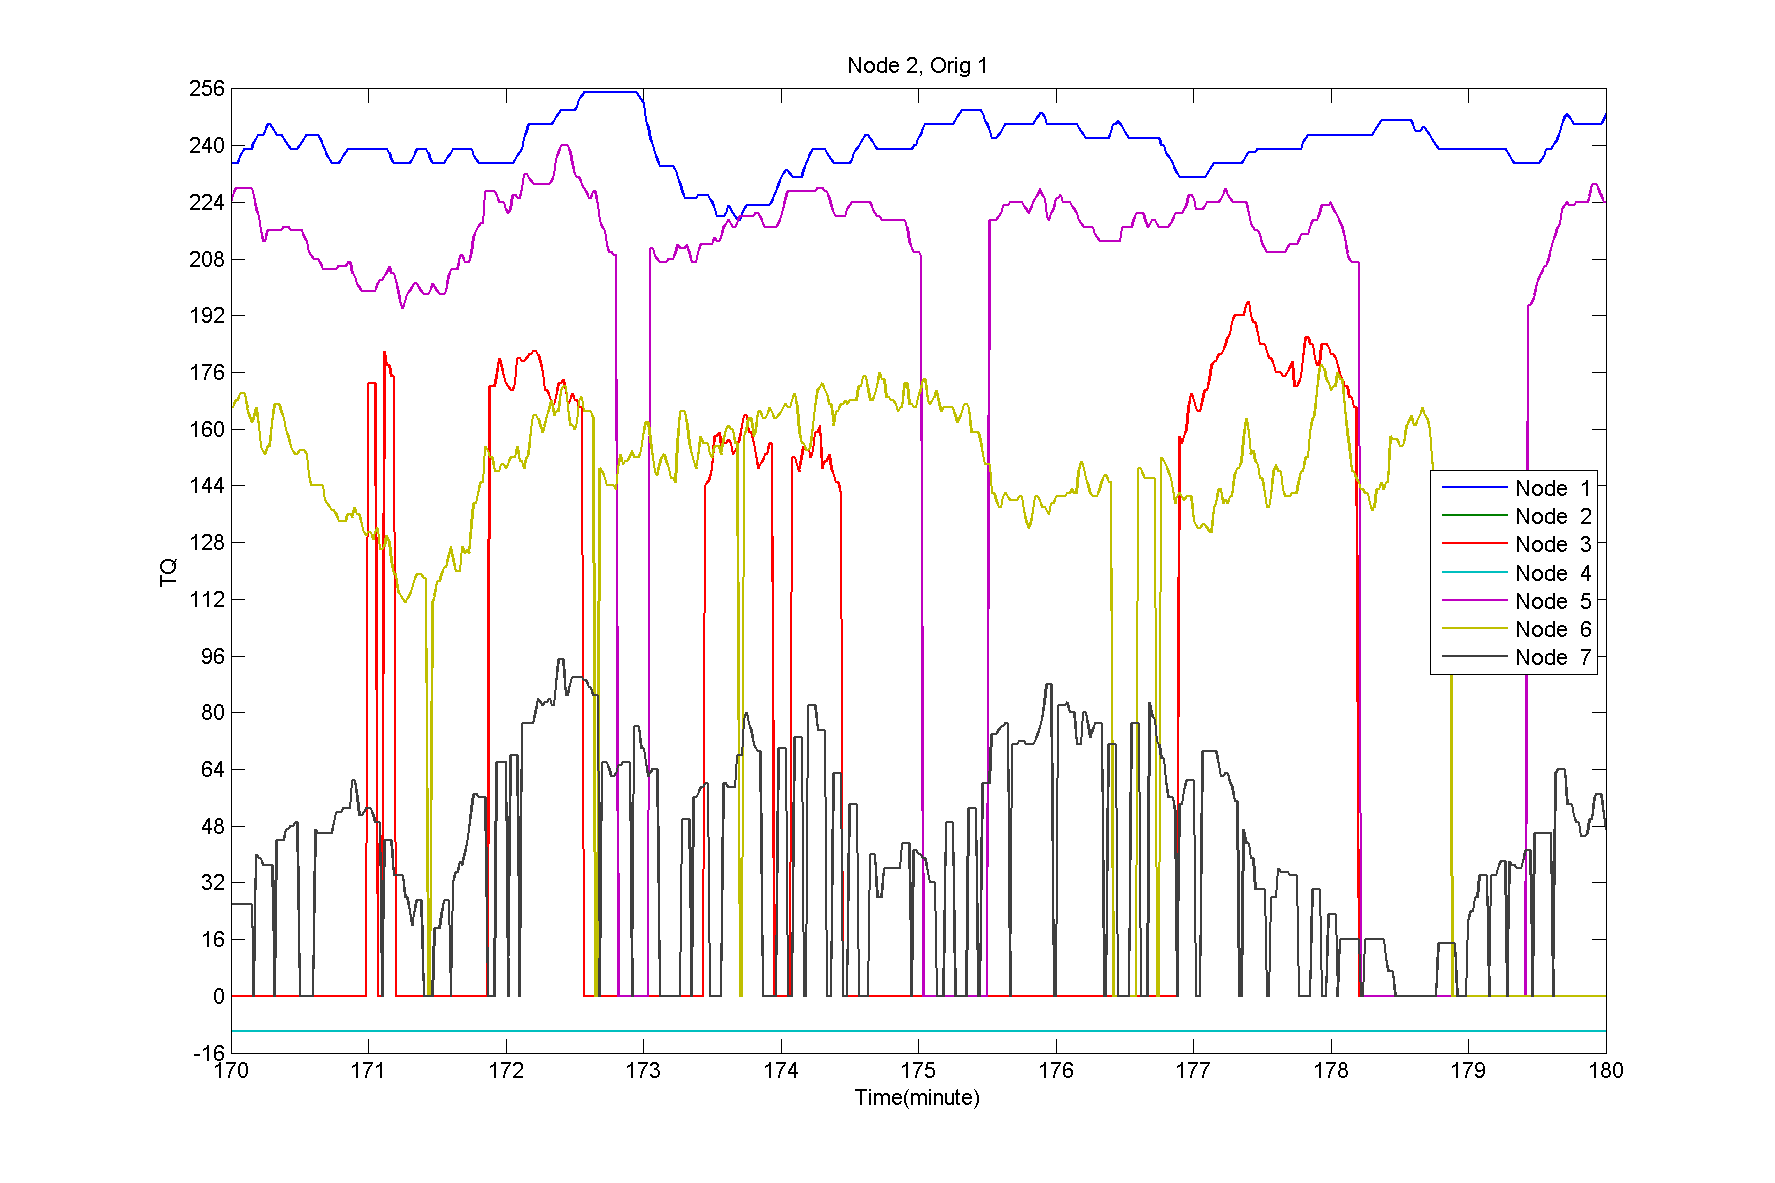 Node 2, Orig 1
256
240
224
208
192
176
160
144
128
112
96
80
64
48
32
16
0
-16
TQ
Node 1
Node 2
Node 3
Node 4
Node 5
Node 6
Node 7
170 171 172 173 174 175 176 177 178 179 180
Time(minute)